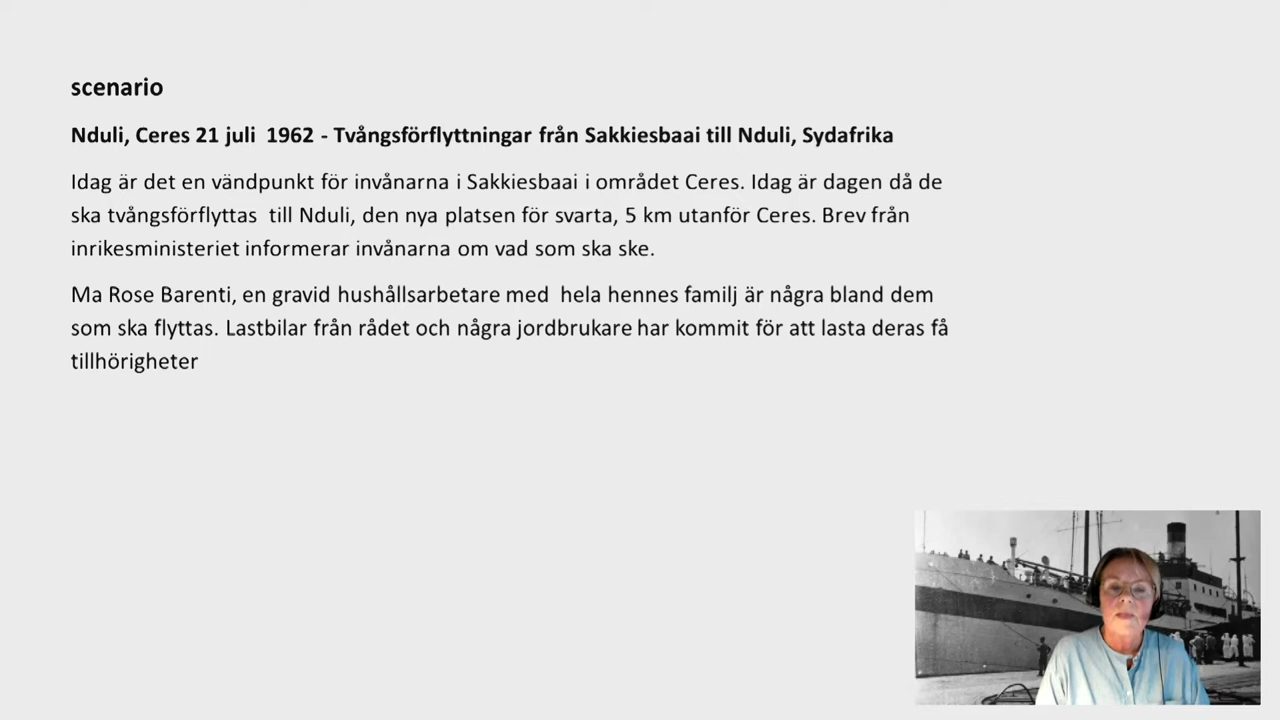 scenario
Nduli, Ceres 21 juli  1962 - Tvångsförflyttningar från Sakkiesbaai till Nduli, Sydafrika
Idag är det en vändpunkt för invånarna i Sakkiesbaai i området Ceres. Idag är dagen då de
ska tvångsförflyttas  till Nduli, den nya platsen för svarta, 5 km utanför Ceres. Brev från
inrikesministeriet informerar invånarna om vad som ska ske.
Ma Rose Barenti, en gravid hushållsarbetare med  hela hennes familj är några bland dem
som ska flyttas. Lastbilar från rådet och några jordbrukare har kommit för att lasta deras få
tillhörigheter